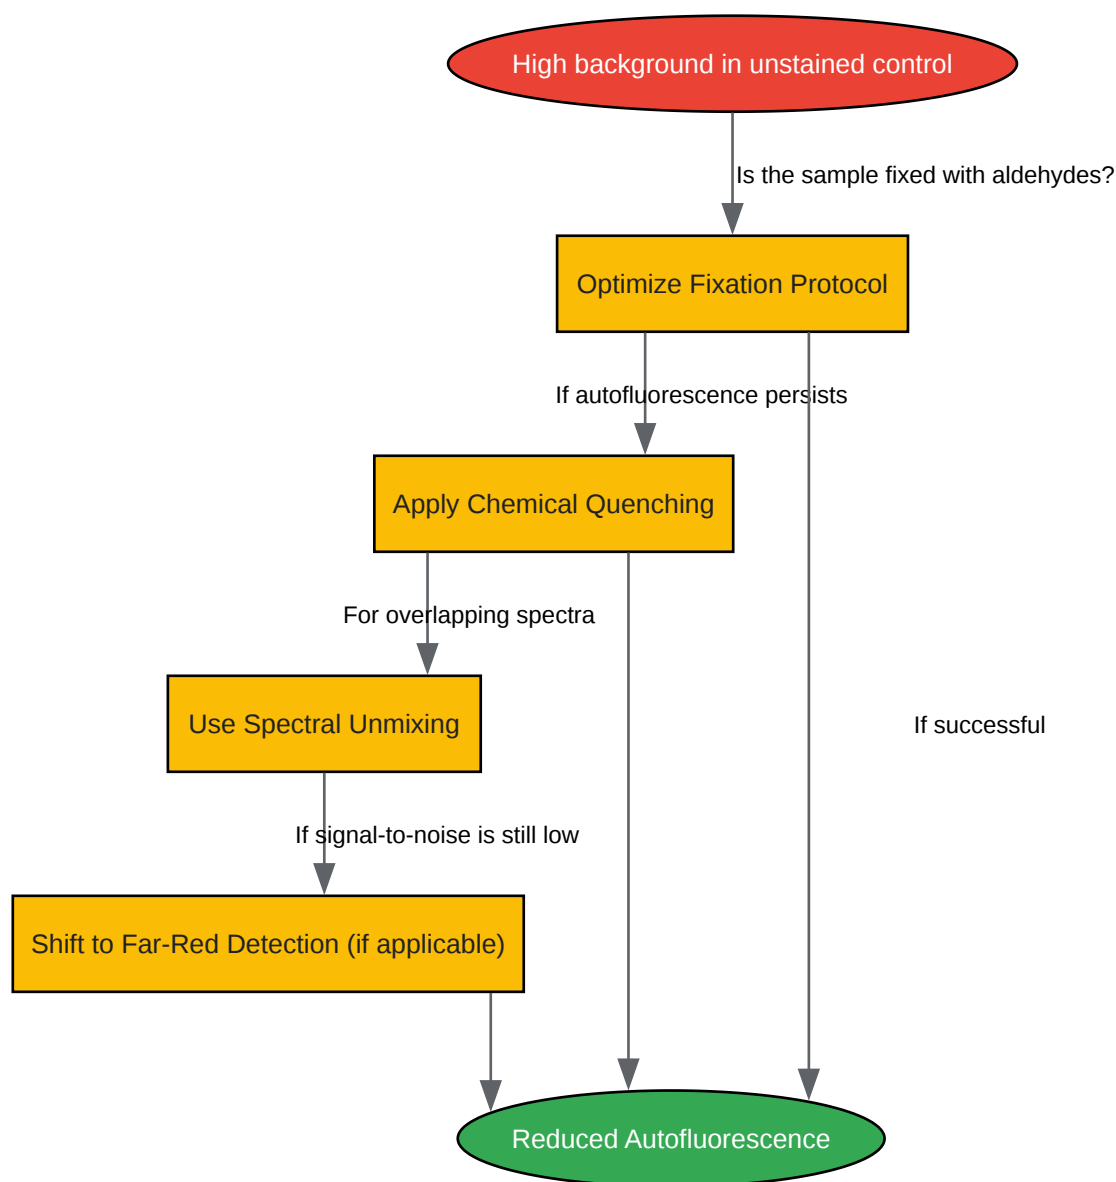 High background in unstained control
Is the sample fixed with aldehydes?
Optimize Fixation Protocol
If autofluorescence persists
Apply Chemical Quenching
For overlapping spectra
Use Spectral Unmixing
If successful
If signal-to-noise is still low
Shift to Far-Red Detection (if applicable)
Reduced Autofluorescence